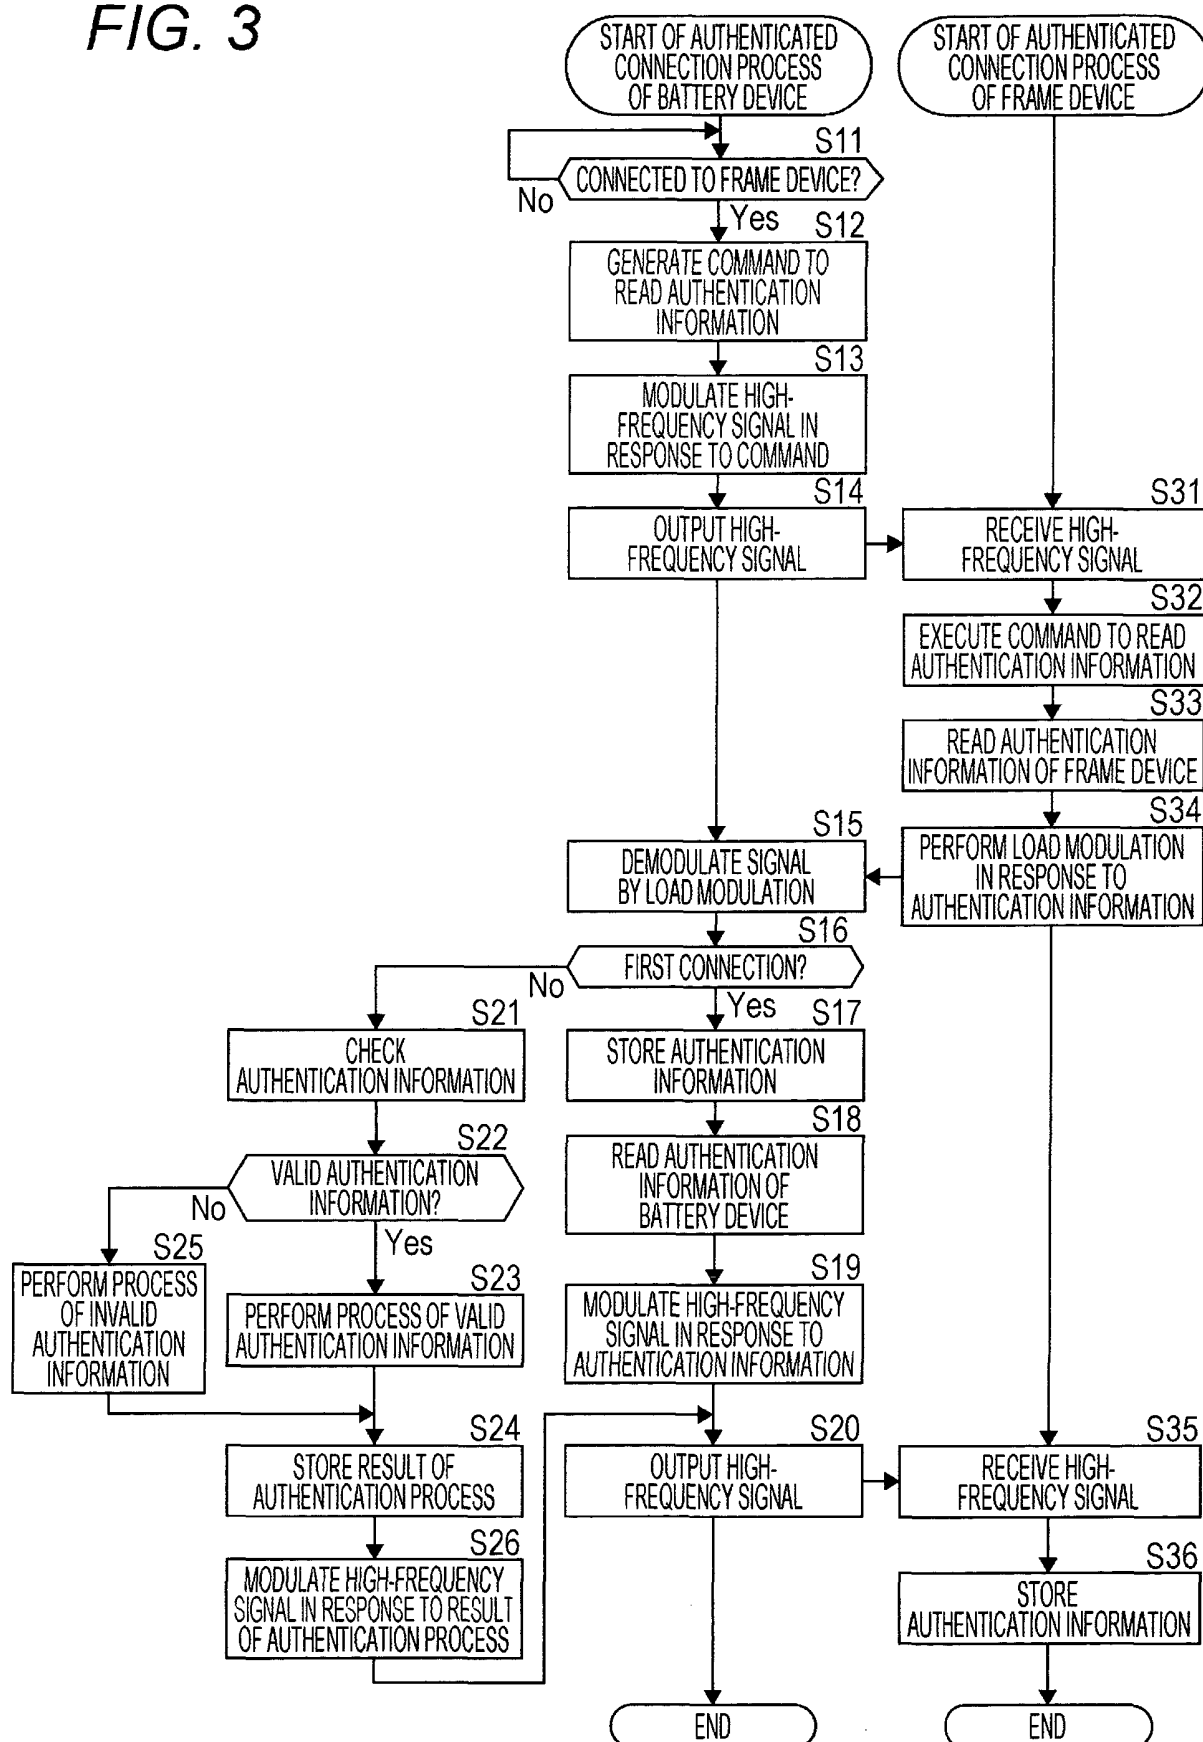 FIG. 3
START OF AUTHENTICATED
CONNECTION PROCESS
OF BATTERY DEVICE
START OF AUTHENTICATED
CONNECTION PROCESS
OF FRAME DEVICE
S11
CONNECTED TO FRAME DEVICE?
No
Yes
S12
GENERATE COMMAND TO
READ AUTHENTICATION
INFORMATION
S13
MODULATE HIGH-
FREQUENCY SIGNAL IN
RESPONSE TO COMMAND
S14
OUTPUT HIGH-
FREQUENCY SIGNAL
S31
RECEIVE HIGH-
FREQUENCY SIGNAL
S32
EXECUTE COMMAND TO READ
AUTHENTICATION INFORMATION
S33
READ AUTHENTICATION
INFORMATION OF FRAME DEVICE
S34
PERFORM LOAD MODULATION
IN RESPONSE TO
AUTHENTICATION INFORMATION
S15
DEMODULATE SIGNAL
BY LOAD MODULATION
S16
FIRST CONNECTION?
No
Yes
S21
CHECK
AUTHENTICATION INFORMATION
S17
STORE AUTHENTICATION
INFORMATION
S22
VALID AUTHENTICATION
INFORMATION?
No
Yes
S18
READ AUTHENTICATION
INFORMATION OF
BATTERY DEVICE
S25
PERFORM PROCESS
OF INVALID
AUTHENTICATION
INFORMATION
S23
PERFORM PROCESS OF VALID
AUTHENTICATION INFORMATION
S19
MODULATE HIGH-FREQUENCY
SIGNAL IN RESPONSE TO
AUTHENTICATION INFORMATION
S24
STORE RESULT OF
AUTHENTICATION PROCESS
S20
OUTPUT HIGH-
FREQUENCY SIGNAL
S35
RECEIVE HIGH-
FREQUENCY SIGNAL
S26
MODULATE HIGH-FREQUENCY
SIGNAL IN RESPONSE TO RESULT
OF AUTHENTICATION PROCESS
S36
STORE
AUTHENTICATION INFORMATION
END
END